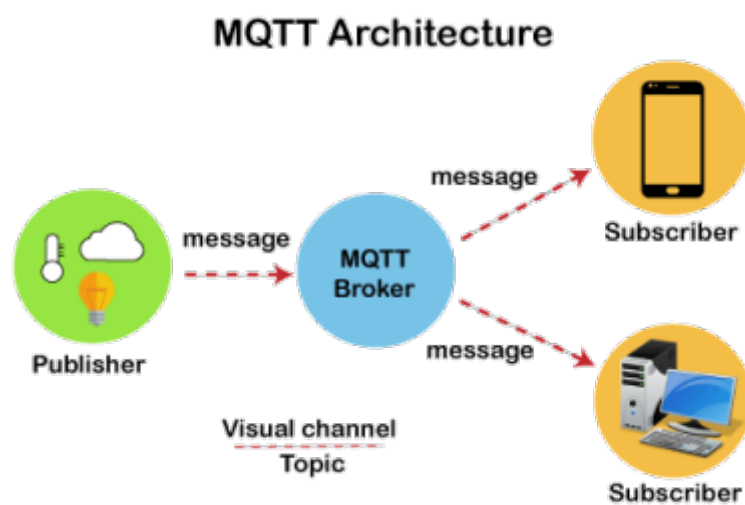 MQTT Architecture
message
Subscriber
message
MQTT
Broker
Publisher
message
Visual channel
Topic
Subscriber